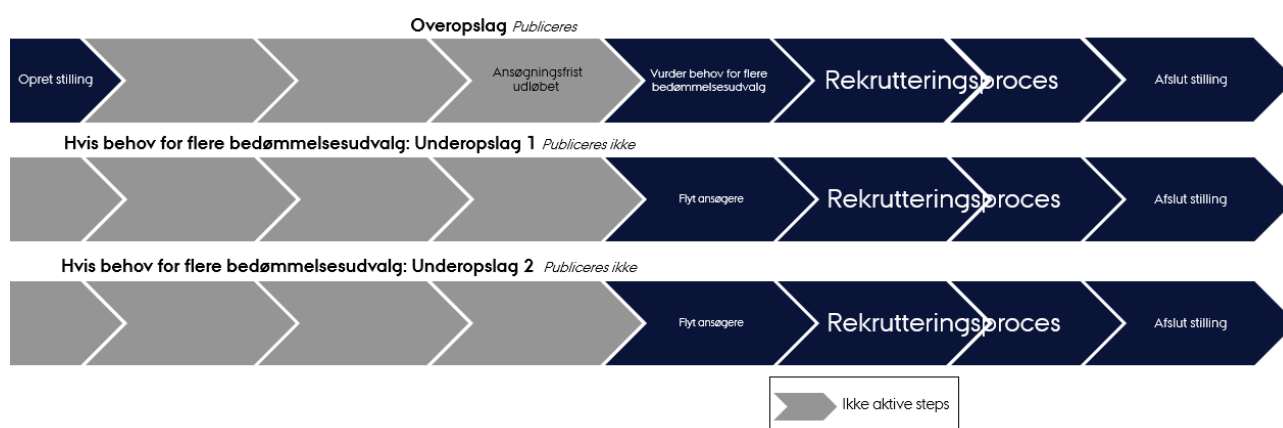 Overopslag Publiceres
Opret stilling
Ansøgningsfrist
udløbet
Vurder behov for flere
bedømmelsesudvalg
Rekrutteringsproces
Afslut stilling
Hvis behov for flere bedømmelsesudvalg: Underopslag 1 Publiceres ikke
Flyt ansøgere
Rekrutteringsproces
Afslut stilling
Hvis behov for flere bedømmelsesudvalg: Underopslag 2 Publiceres ikke
Flyt ansøgere
Rekrutteringsproces
Afslut stilling
Ikke aktive steps